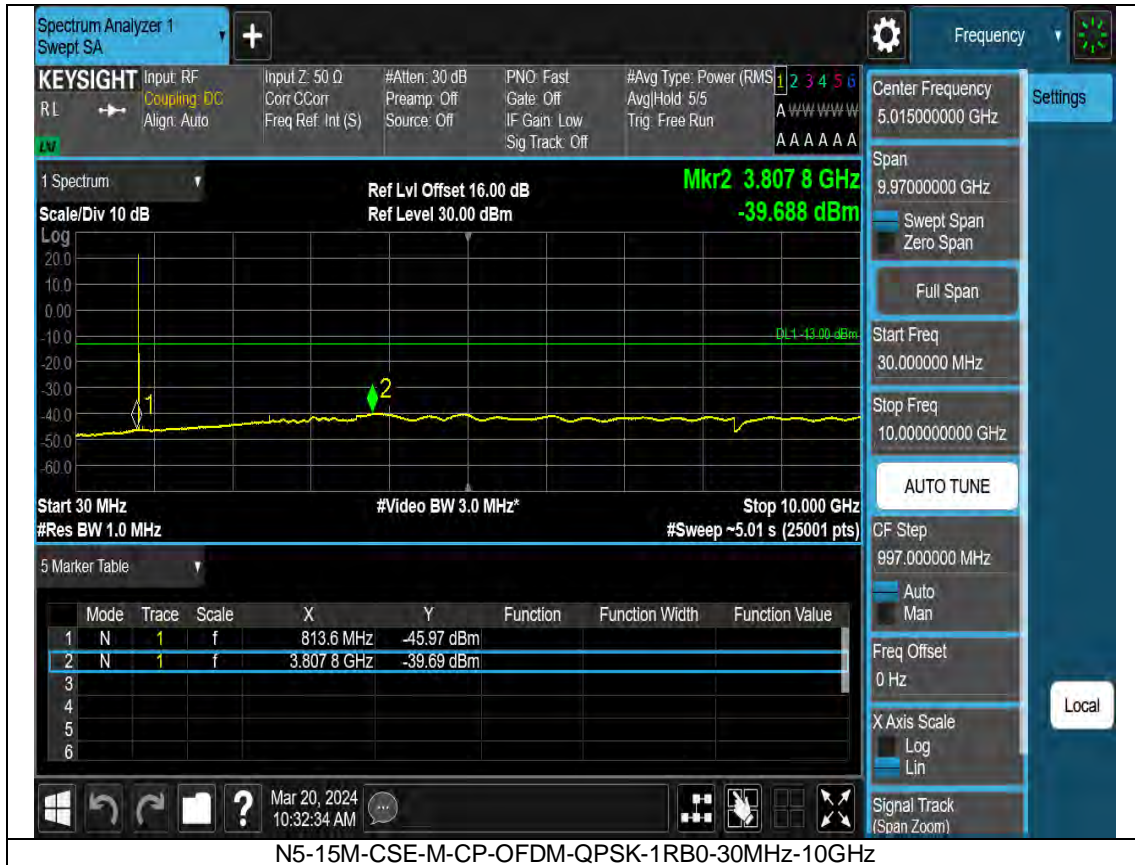 Spectrum Analyzer 1
Swept SA
Frequency
KEYSIGHT
RL
Input: RF
Coupling: DC
Align: Auto
Input Z: 50 Ω
Corr CCorr
Freq Ref: Int (S)
#Atten: 30 dB
Preamp: Off
Source: Off
PNO: Fast
Gate: Off
IF Gain: Low
Sig Track: Off
#Avg Type: Power (RMS
Avg|Hold: 5/5
Trig: Free Run
1 2 3 4 5 6
A W W W W W
A A A A A A
1 Spectrum
Scale/Div 10 dB
Ref Lvl Offset 16.00 dB
Ref Level 30.00 dBm
Mkr2 3.807 8 GHz
-39.688 dBm
Log
20.0
10.0
0.00
-10.0
-20.0
-30.0
-40.0
-50.0
-60.0
DL1 -13.00 dBm
1
2
Start 30 MHz
#Video BW 3.0 MHz*
Stop 10.000 GHz
#Res BW 1.0 MHz
#Sweep ~5.01 s (25001 pts)
5 Marker Table
Mode Trace Scale X Y Function Function Width Function Value
1 N 1 f 813.6 MHz -45.97 dBm
2 N 1 f 3.807 8 GHz -39.69 dBm
3
4
5
6
?
Mar 20, 2024
10:32:34 AM
Center Frequency
5.015000000 GHz
Settings
Span
9.97000000 GHz
Swept Span
Zero Span
Full Span
Start Freq
30.000000 MHz
Stop Freq
10.000000000 GHz
AUTO TUNE
CF Step
997.000000 MHz
Auto
Man
Freq Offset
0 Hz
X Axis Scale
Log
Lin
Local
Signal Track
(Span Zoom)
N5-15M-CSE-M-CP-OFDM-QPSK-1RB0-30MHz-10GHz